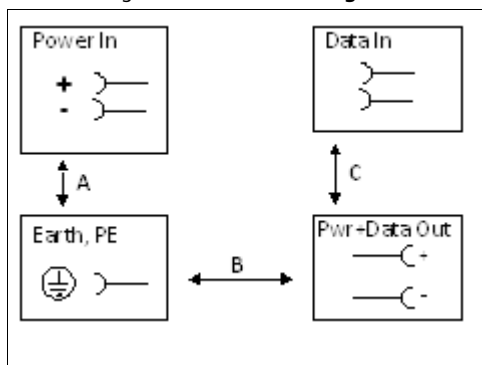 Power In
+
-
Data In
A
C
Earth, PE
B
Pwr+Data Out
+
-